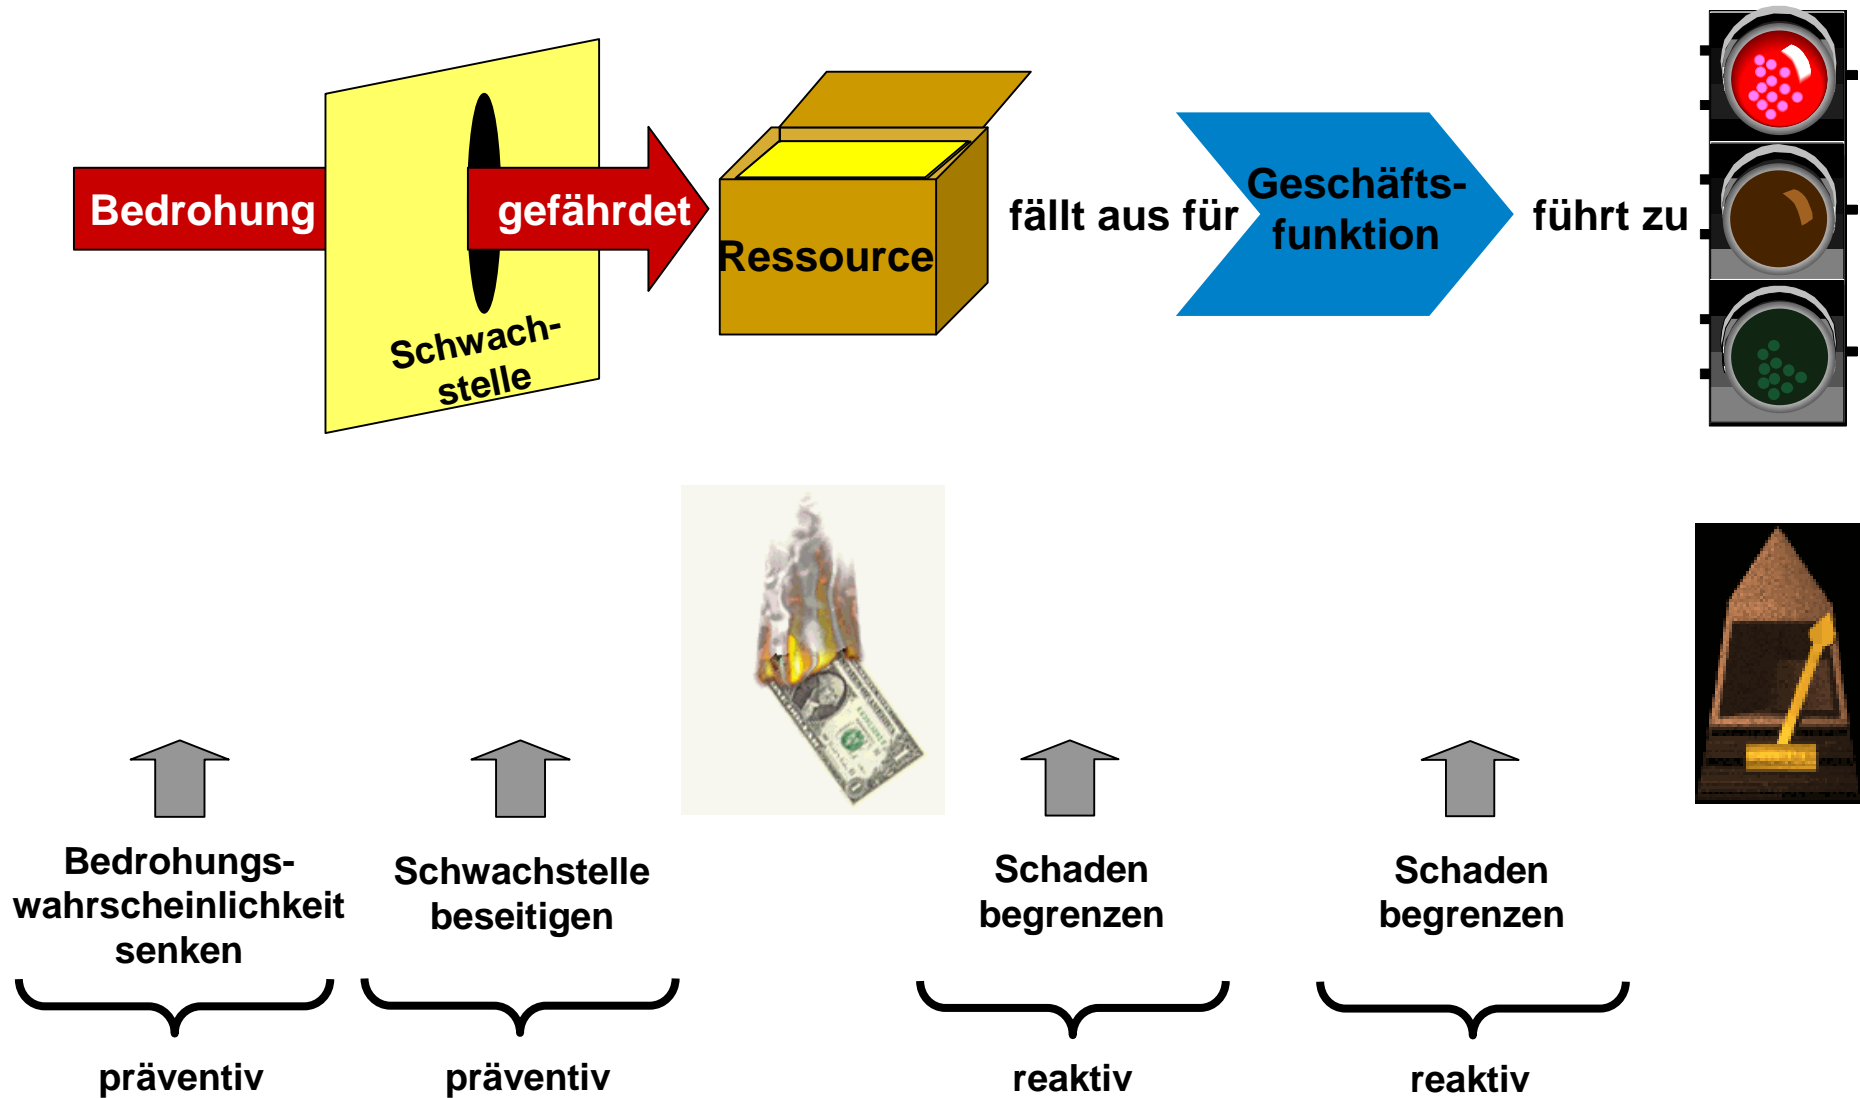 Bedrohung
Schwach-
stelle
gefährdet
Ressource
fällt aus für
Geschäfts-
funktion
führt zu
Bedrohungs-
wahrscheinlichkeit
senken
präventiv
Schwachstelle
beseitigen
präventiv
Schaden
begrenzen
reaktiv
Schaden
begrenzen
reaktiv